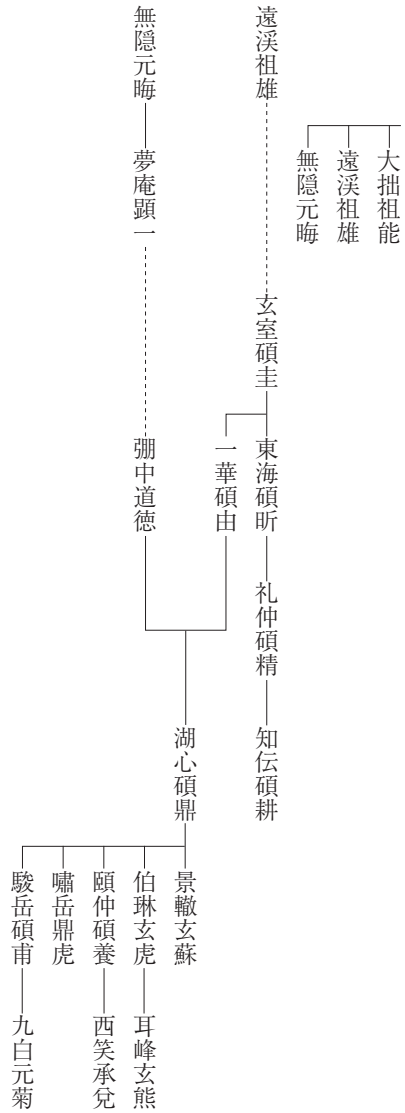 大拙祖能
遠渓祖雄
無隠元晦
遠渓祖雄
玄室碩圭
東海碩昕
礼仲碩精
知伝碩耕
一華碩由
無隠元晦
夢庵顕一
弸中道徳
湖心碩鼎
景轍玄蘇
伯琳玄虎
耳峰玄熊
頤仲碩養
西笑承兌
嘯岳鼎虎
駿岳碩甫
九白元菊